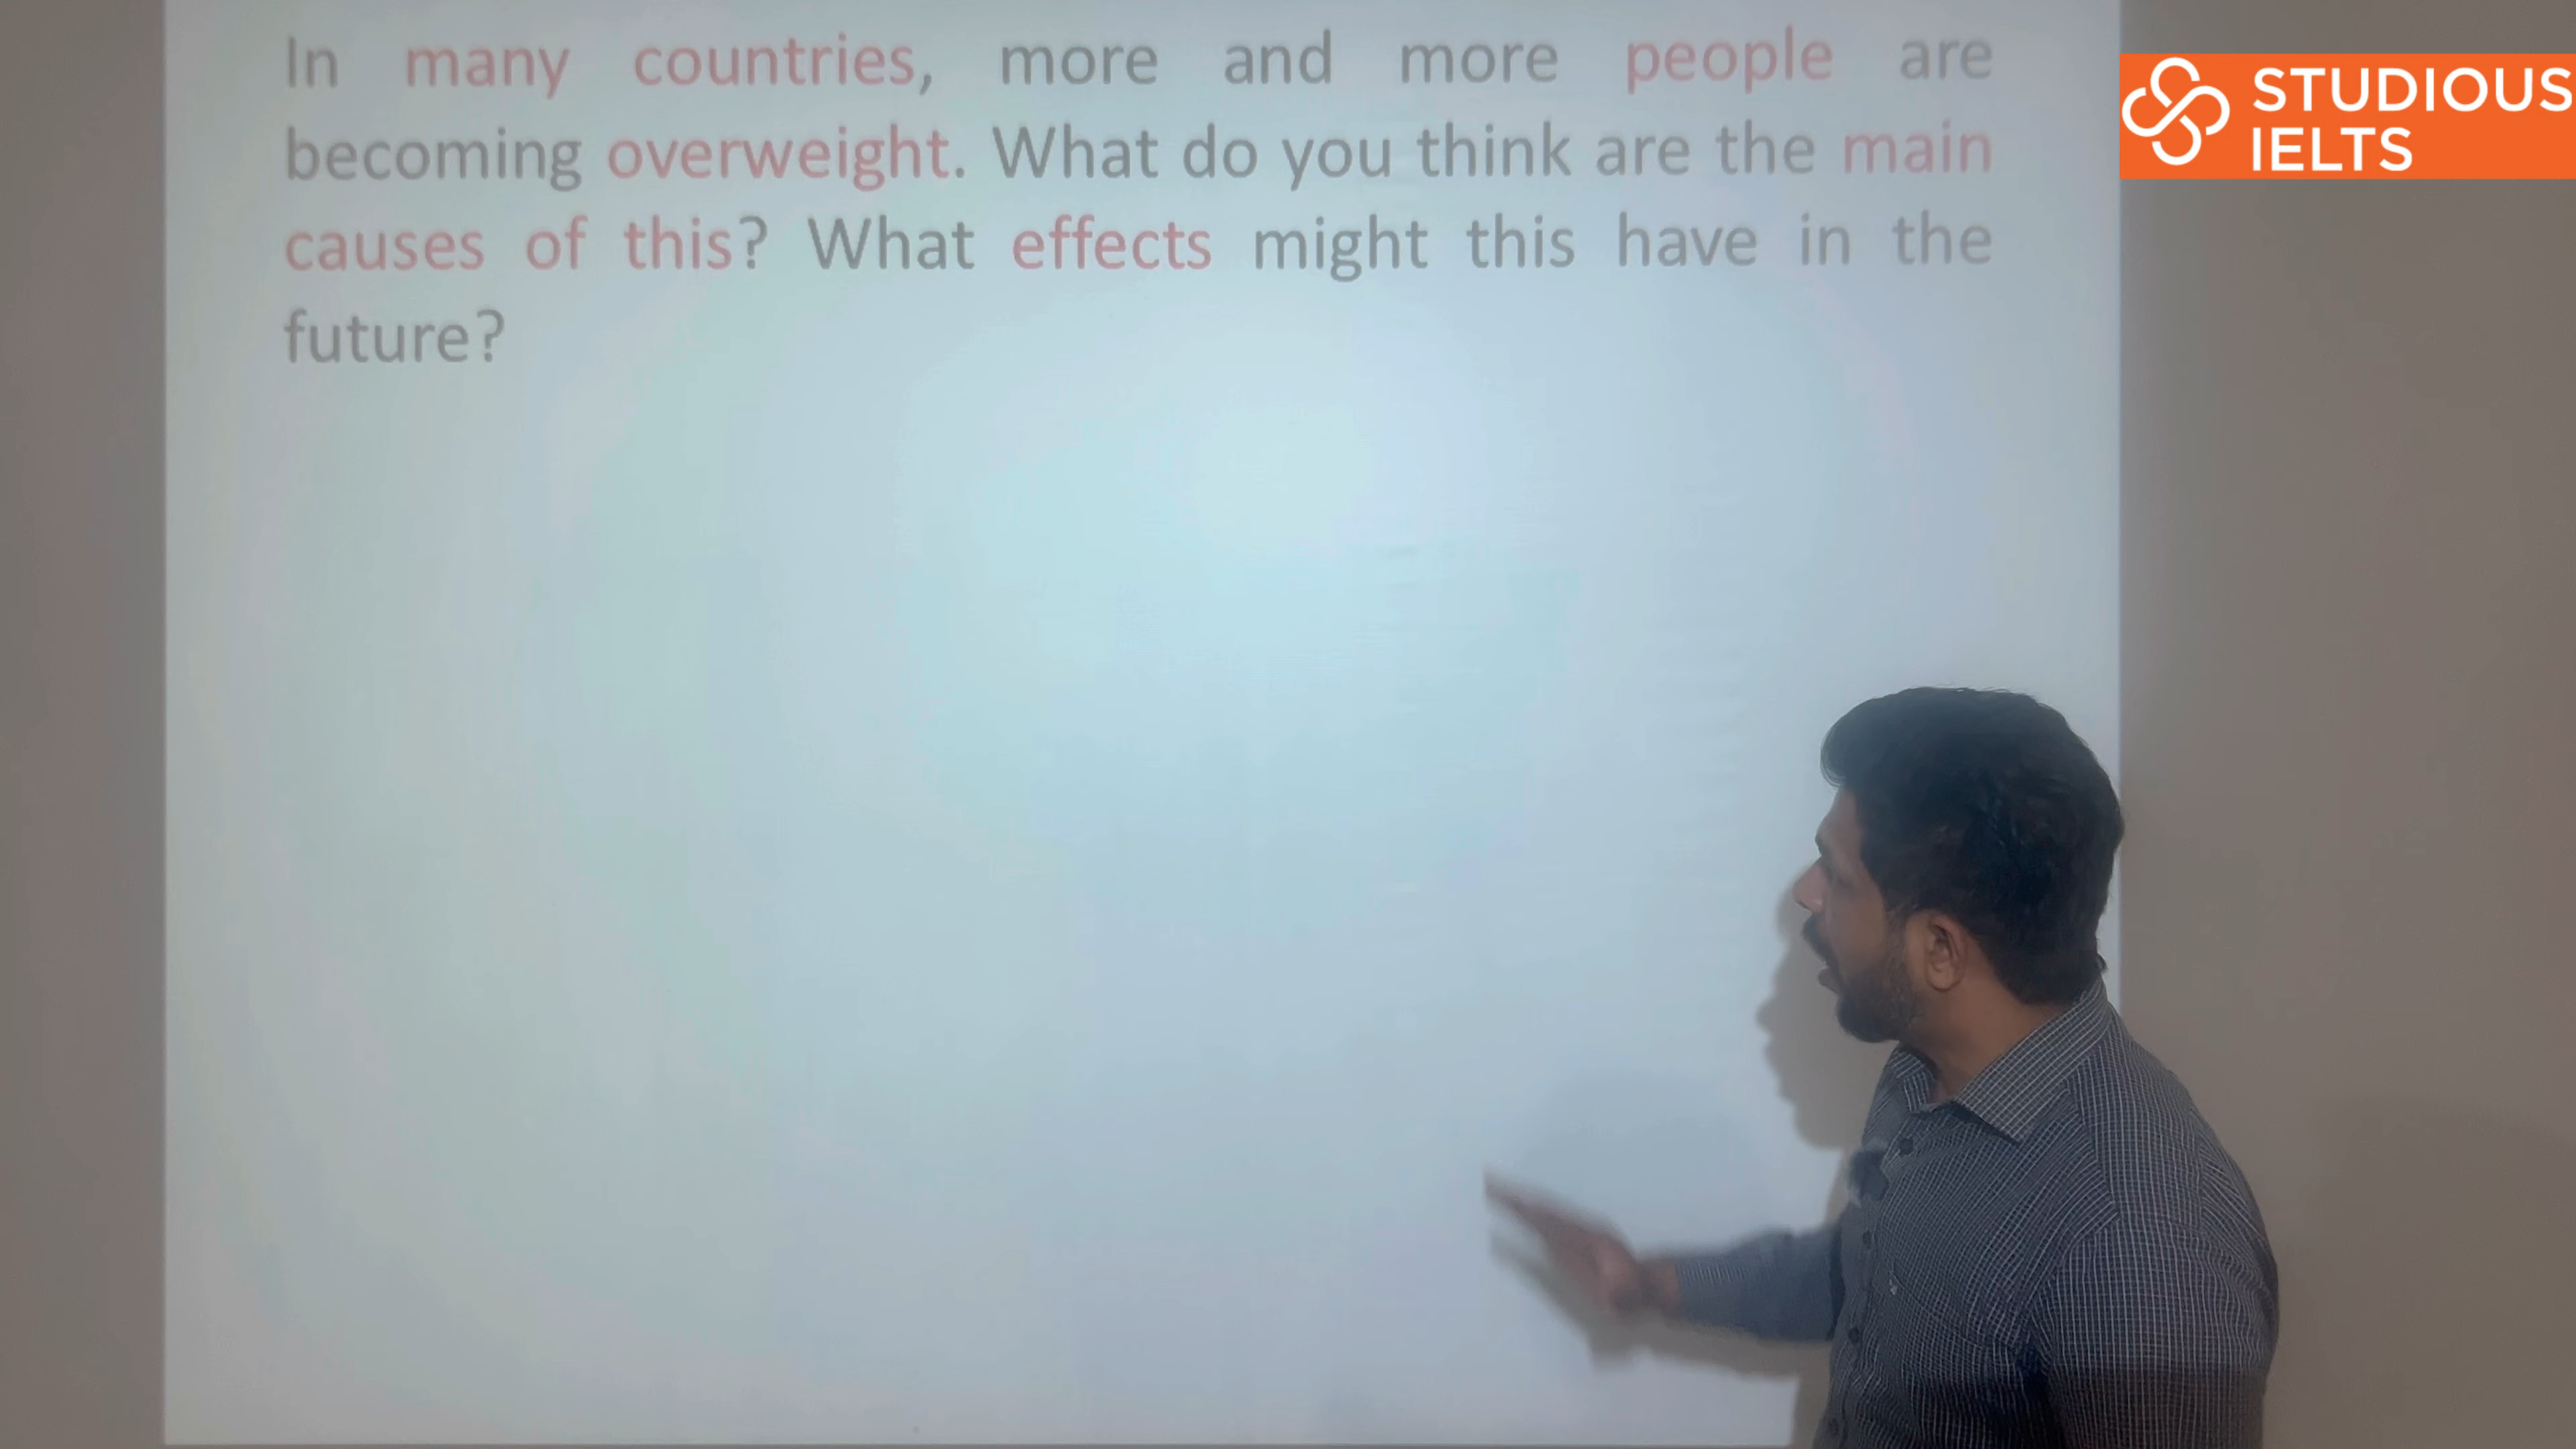 In many countries, more and more people are
becoming overweight. What do you think are the main
causes of this? What effects might this have in the
future?
STUDIOUS
IELTS